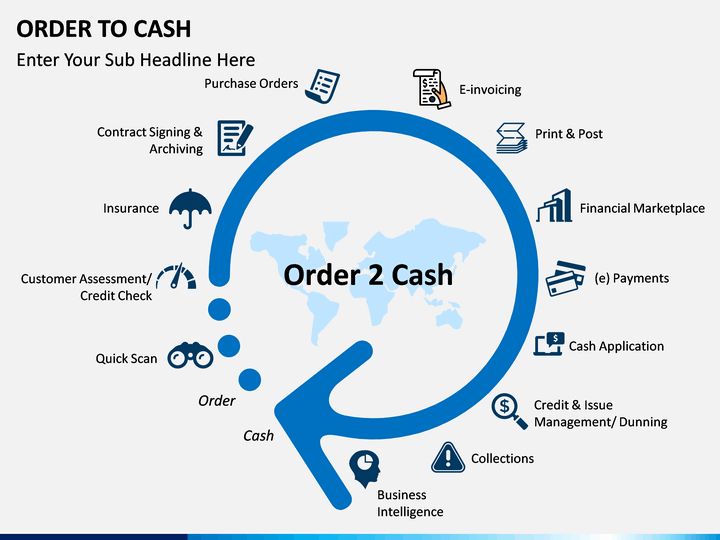 ORDER TO CASH
Enter Your Sub Headline Here
Purchase Orders
E-invoicing
Contract Signing &
Archiving
Print & Post
Insurance
Financial Marketplace
Order 2 Cash
Customer Assessment/
Credit Check
(e) Payments
Quick Scan
$
Cash Application
Order
$
Credit & Issue
Management/ Dunning
Cash
Collections
Business
Intelligence